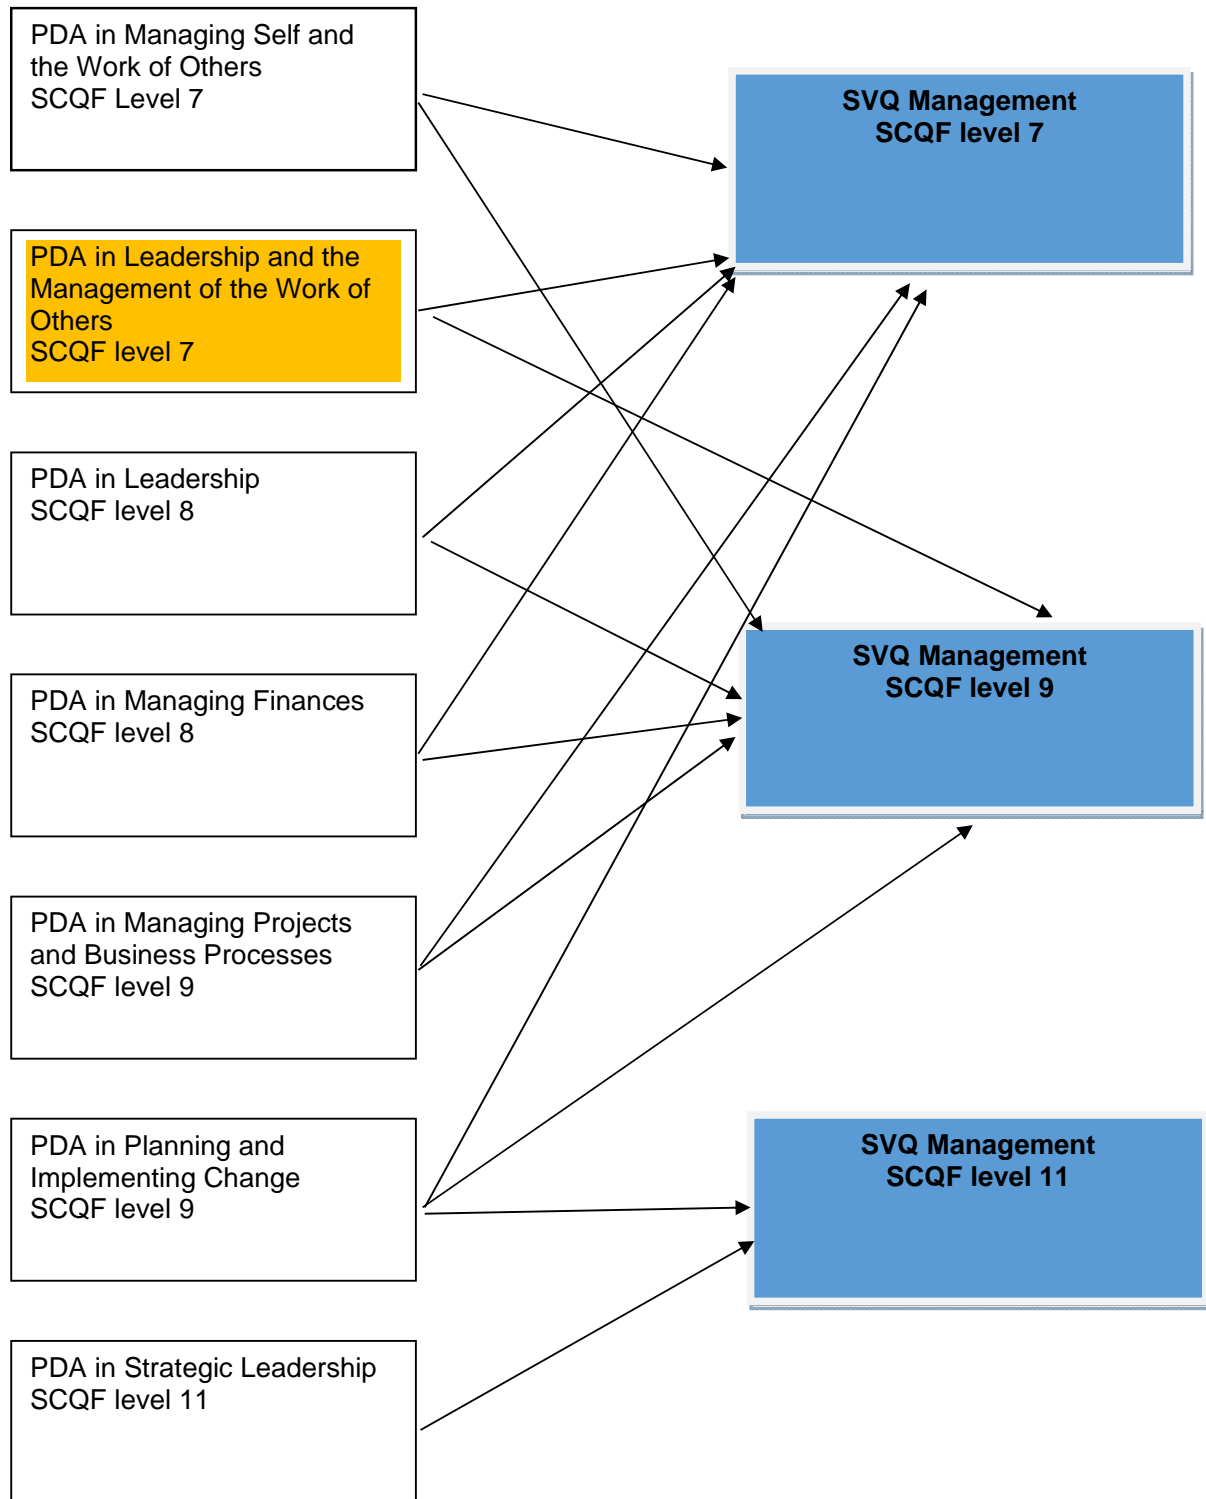 PDA in Managing Self and
the Work of Others
SCQF Level 7
SVQ Management
SCQF level 7
PDA in Leadership and the
Management of the Work of
Others
SCQF level 7
PDA in Leadership
SCQF level 8
SVQ Management
SCQF level 9
PDA in Managing Finances
SCQF level 8
PDA in Managing Projects
and Business Processes
SCQF level 9
PDA in Planning and
Implementing Change
SCQF level 9
SVQ Management
SCQF level 11
PDA in Strategic Leadership
SCQF level 11